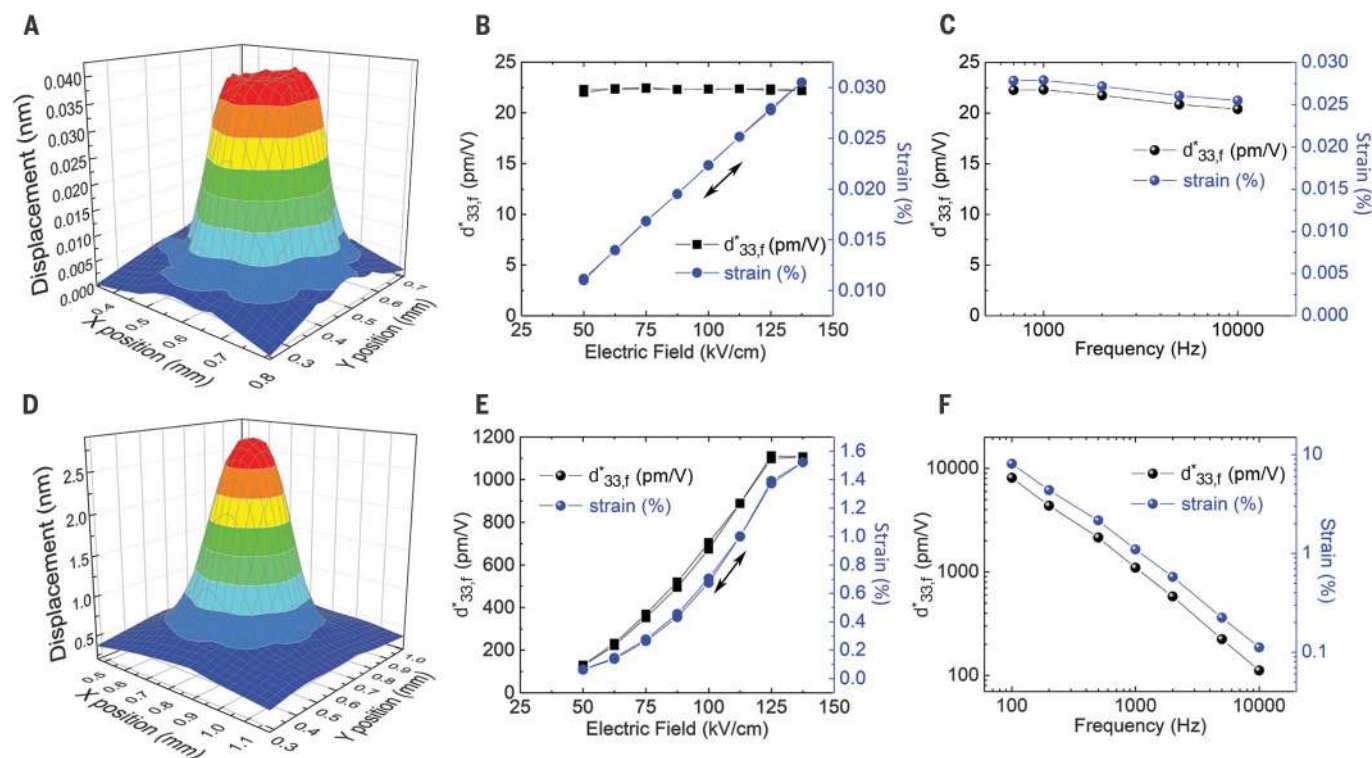 A
Displacement (nm)
0.040
0.035
0.030
0.025
0.020
0.015
0.010
0.005
0.000
0.4
0.5
0.6
0.7
0.8
X position (mm)
0.3
0.4
0.5
0.6
0.7
Y position (mm)
B
25
20
15
10
5
0
d*33,f (pm/V)
d*33,f (pm/V)
strain (%)
0.030
0.025
0.020
0.015
0.010
Strain (%)
25 50 75 100 125 150
Electric Field (kV/cm)
C
25
20
15
10
5
0
d*33,f (pm/V)
d*33,f (pm/V)
strain (%)
0.030
0.025
0.020
0.015
0.010
0.005
0.000
Strain (%)
1000 10000
Frequency (Hz)
D
Displacement (nm)
2.5
2.0
1.5
1.0
0.5
0.5
0.6
0.7
0.8
0.9
1.0
1.1
X position (mm)
0.3
0.4
0.5
0.6
0.7
0.8
0.9
1.0
Y position (mm)
E
1200
1000
800
600
400
200
0
d*33,f (pm/V)
d*33,f (pm/V)
strain (%)
1.6
1.4
1.2
1.0
0.8
0.6
0.4
0.2
0.0
Strain (%)
25 50 75 100 125 150
Electric Field (kV/cm)
F
10000
1000
100
d*33,f (pm/V)
d*33,f (pm/V)
strain (%)
10
1
0.1
Strain (%)
100 1000 10000
Frequency (Hz)